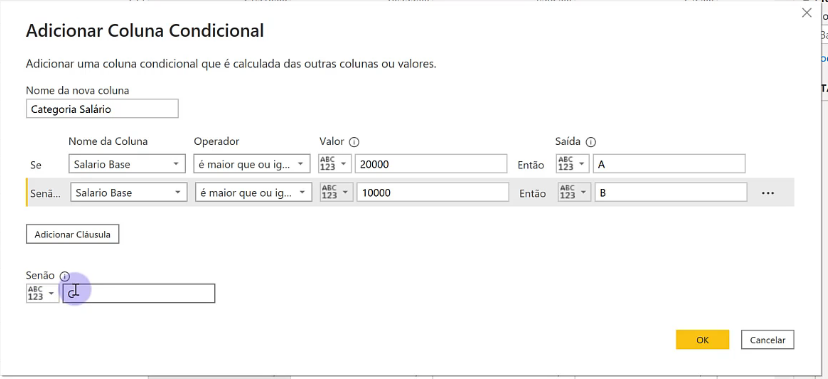 Adicionar Coluna Condicional
Adicionar uma coluna condicional que é calculada das outras colunas ou valores.
Nome da nova coluna
Categoria Salário
Nome da Coluna Operador Valor Saída
Se Salario Base é maior que ou ig... ABC 123 20000 Então ABC 123 A
Senã... Salario Base é maior que ou ig... ABC 123 10000 Então ABC 123 B ...
Adicionar Cláusula
Senão
ABC 123
OK Cancelar